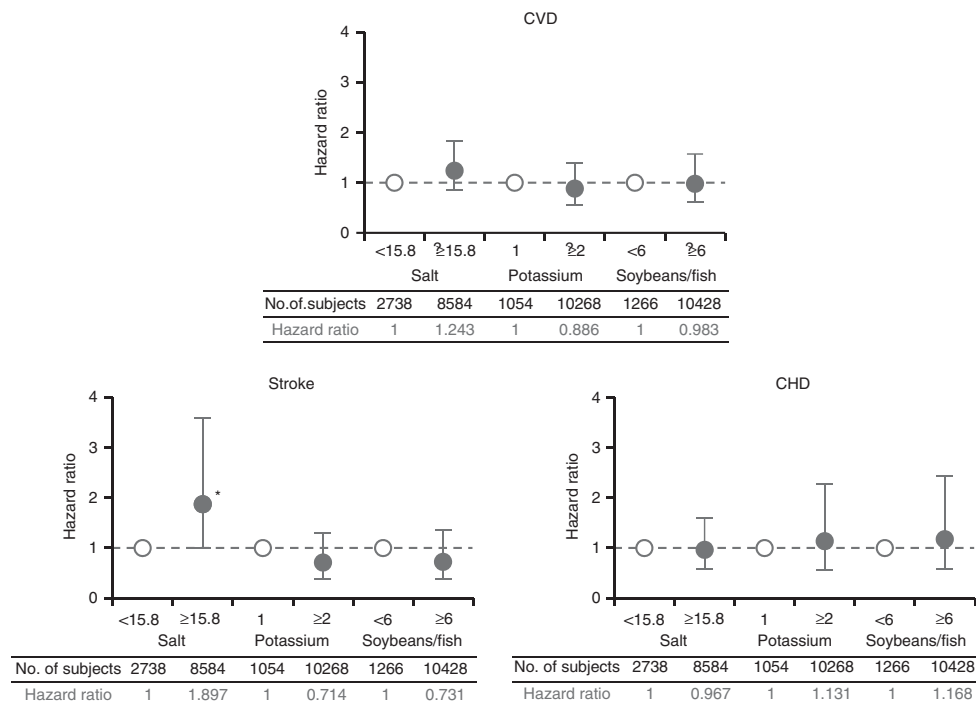 CVD
4
3
2
1
0
Hazard ratio
<15.8 ≥15.8 1 ≥2 <6 ≥6
Salt Potassium Soybeans/fish
No.of.subjects 2738 8584 1054 10268 1266 10428
Hazard ratio 1 1.243 1 0.886 1 0.983
Stroke
4
3
2
1
0
Hazard ratio
*
<15.8 ≥15.8 1 ≥2 <6 ≥6
Salt Potassium Soybeans/fish
No. of subjects 2738 8584 1054 10268 1266 10428
Hazard ratio 1 1.897 1 0.714 1 0.731
CHD
4
3
2
1
0
Hazard ratio
<15.8 ≥15.8 1 ≥2 <6 ≥6
Salt Potassium Soybeans/fish
No. of subjects 2738 8584 1054 10268 1266 10428
Hazard ratio 1 0.967 1 1.131 1 1.168